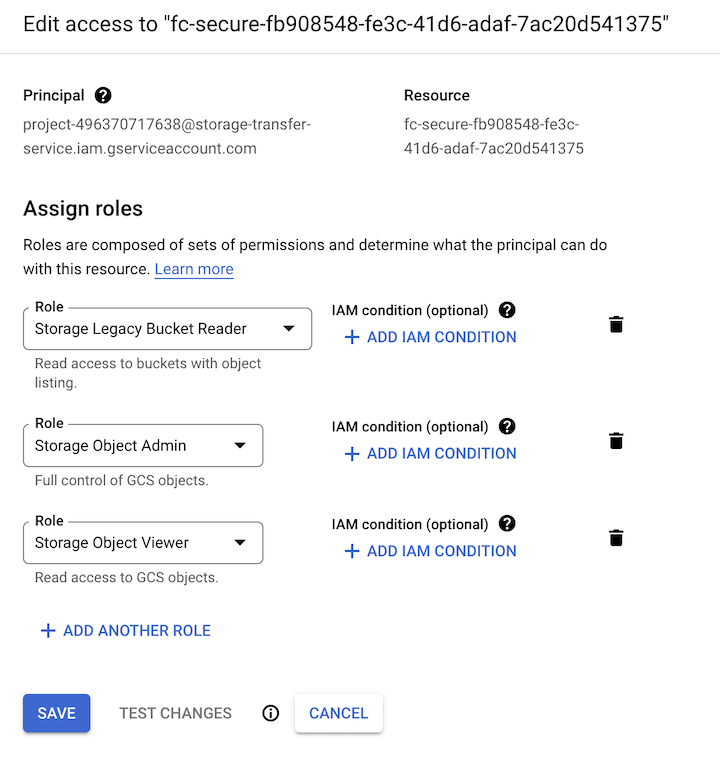 Edit access to "fc-secure-fb908548-fe3c-41d6-adaf-7ac20d541375"
Principal
Resource
project-496370717638@storage-transfer-
service.iam.gserviceaccount.com
fc-secure-fb908548-fe3c-
41d6-adaf-7ac20d541375
Assign roles
Roles are composed of sets of permissions and determine what the principal can do
with this resource. Learn more
Role
Storage Legacy Bucket Reader
IAM condition (optional)
ADD IAM CONDITION
Read access to buckets with object
listing.
Role
Storage Object Admin
IAM condition (optional)
ADD IAM CONDITION
Full control of GCS objects.
Role
Storage Object Viewer
IAM condition (optional)
ADD IAM CONDITION
Read access to GCS objects.
ADD ANOTHER ROLE
SAVE
TEST CHANGES
CANCEL